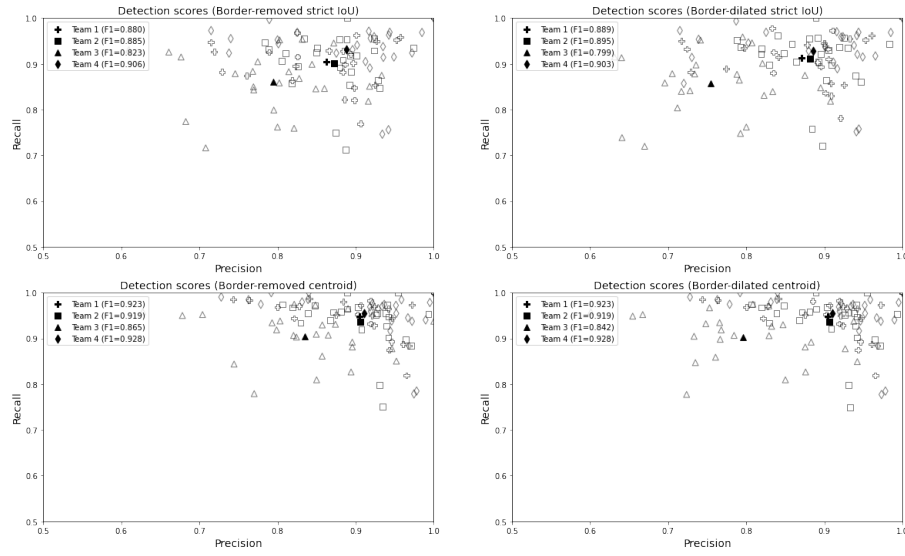 Detection scores (Border-removed strict IoU)
Team 1 (F1=0.880)
Team 2 (F1=0.885)
Team 3 (F1=0.823)
Team 4 (F1=0.906)
1.0
0.9
0.8
0.7
0.6
0.5
Recall
0.5 0.6 0.7 0.8 0.9 1.0
Precision
Detection scores (Border-dilated strict IoU)
Team 1 (F1=0.889)
Team 2 (F1=0.895)
Team 3 (F1=0.799)
Team 4 (F1=0.903)
1.0
0.9
0.8
0.7
0.6
0.5
Recall
0.5 0.6 0.7 0.8 0.9 1.0
Precision
Detection scores (Border-removed centroid)
Team 1 (F1=0.923)
Team 2 (F1=0.919)
Team 3 (F1=0.865)
Team 4 (F1=0.928)
1.0
0.9
0.8
0.7
0.6
0.5
Recall
0.5 0.6 0.7 0.8 0.9 1.0
Precision
Detection scores (Border-dilated centroid)
Team 1 (F1=0.923)
Team 2 (F1=0.919)
Team 3 (F1=0.842)
Team 4 (F1=0.928)
1.0
0.9
0.8
0.7
0.6
0.5
Recall
0.5 0.6 0.7 0.8 0.9 1.0
Precision